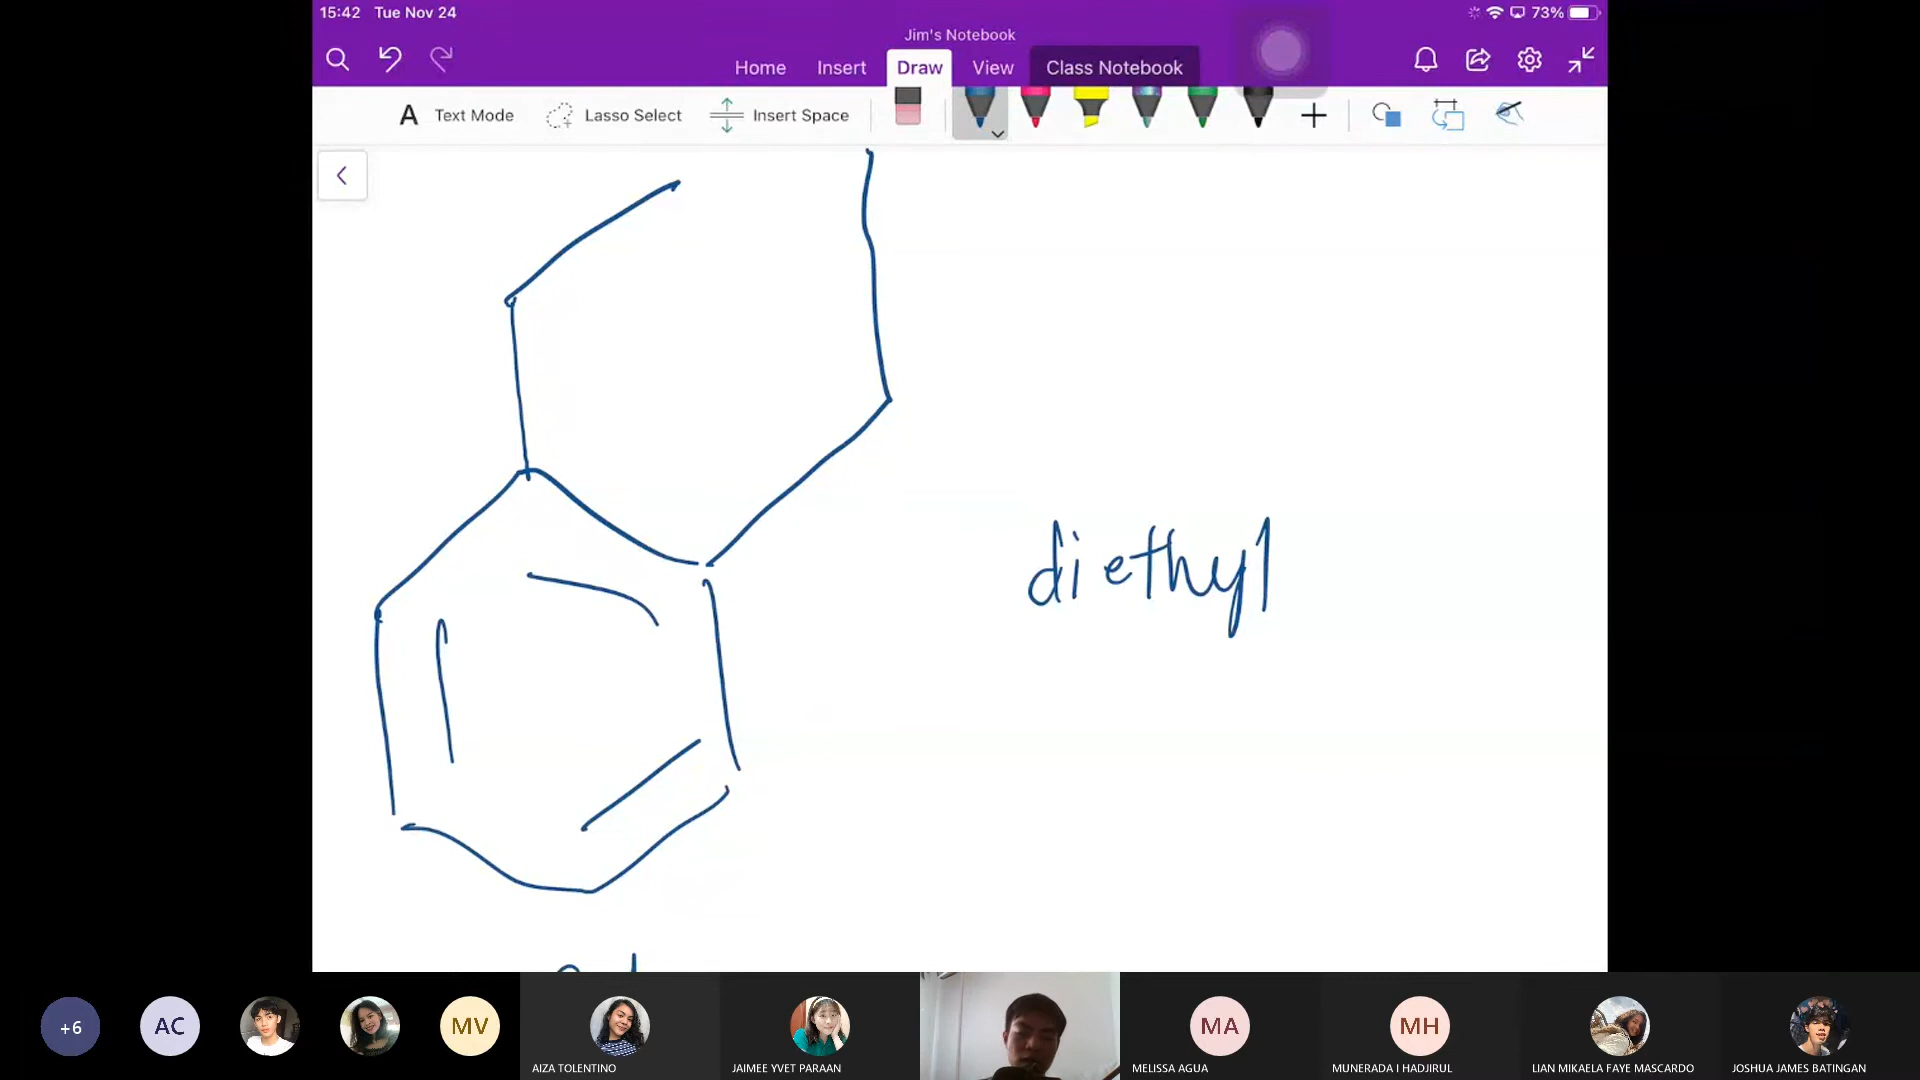 15:42 Tue Nov 24
73%
Jim's Notebook
Home Insert Draw View Class Notebook
A Text Mode Lasso Select Insert Space
diethyl
+6 AC MV MA MH
AIZA TOLENTINO JAIMEE YVET PARAAN MELISSA AGUA MUNERADA I HADJIRUL LIAN MIKAELA FAYE MASCARDO JOSHUA JAMES BATINGAN